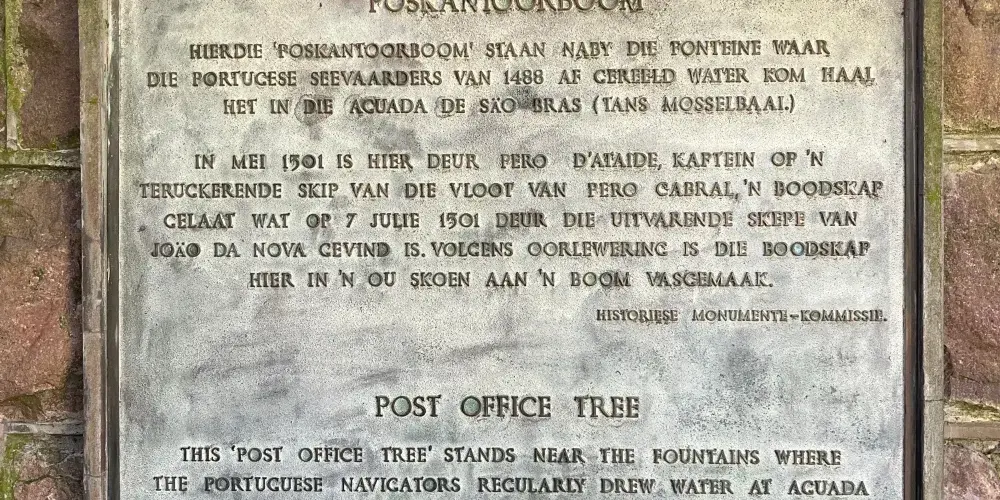 POSKANTOORBOOM
HIERDIE 'POSKANTOORBOOM' STAAN NABY DIE FONTEINE WAAR
DIE PORTUGESE SEEVAARDERS VAN 1488 AF GEREELD WATER KOM HAAL
HET IN DIE AGUADA DE SÃO BRAS (TANS MOSSELBAAI.)
IN MEI 1501 IS HIER DEUR PERO D'ATAIDE, KAPTEIN OP 'N
TERUGKERENDE SKIP VAN DIE VLOOT VAN PERO CABRAL, 'N BOODSKAP
GELAAT WAT OP 7 JULIE 1501 DEUR DIE UITVARENDE SKEPE VAN
JOÃO DA NOVA GEVIND IS. VOLGENS OORLEWERING IS DIE BOODSKAP
HIER IN 'N OU SKOEN AAN 'N BOOM VASGEMAAK.
HISTORIESE MONUMENTE-KOMMISSIE.
POST OFFICE TREE
THIS 'POST OFFICE TREE' STANDS NEAR THE FOUNTAINS WHERE
THE PORTUGUESE NAVIGATORS REGULARLY DREW WATER AT AGUADA